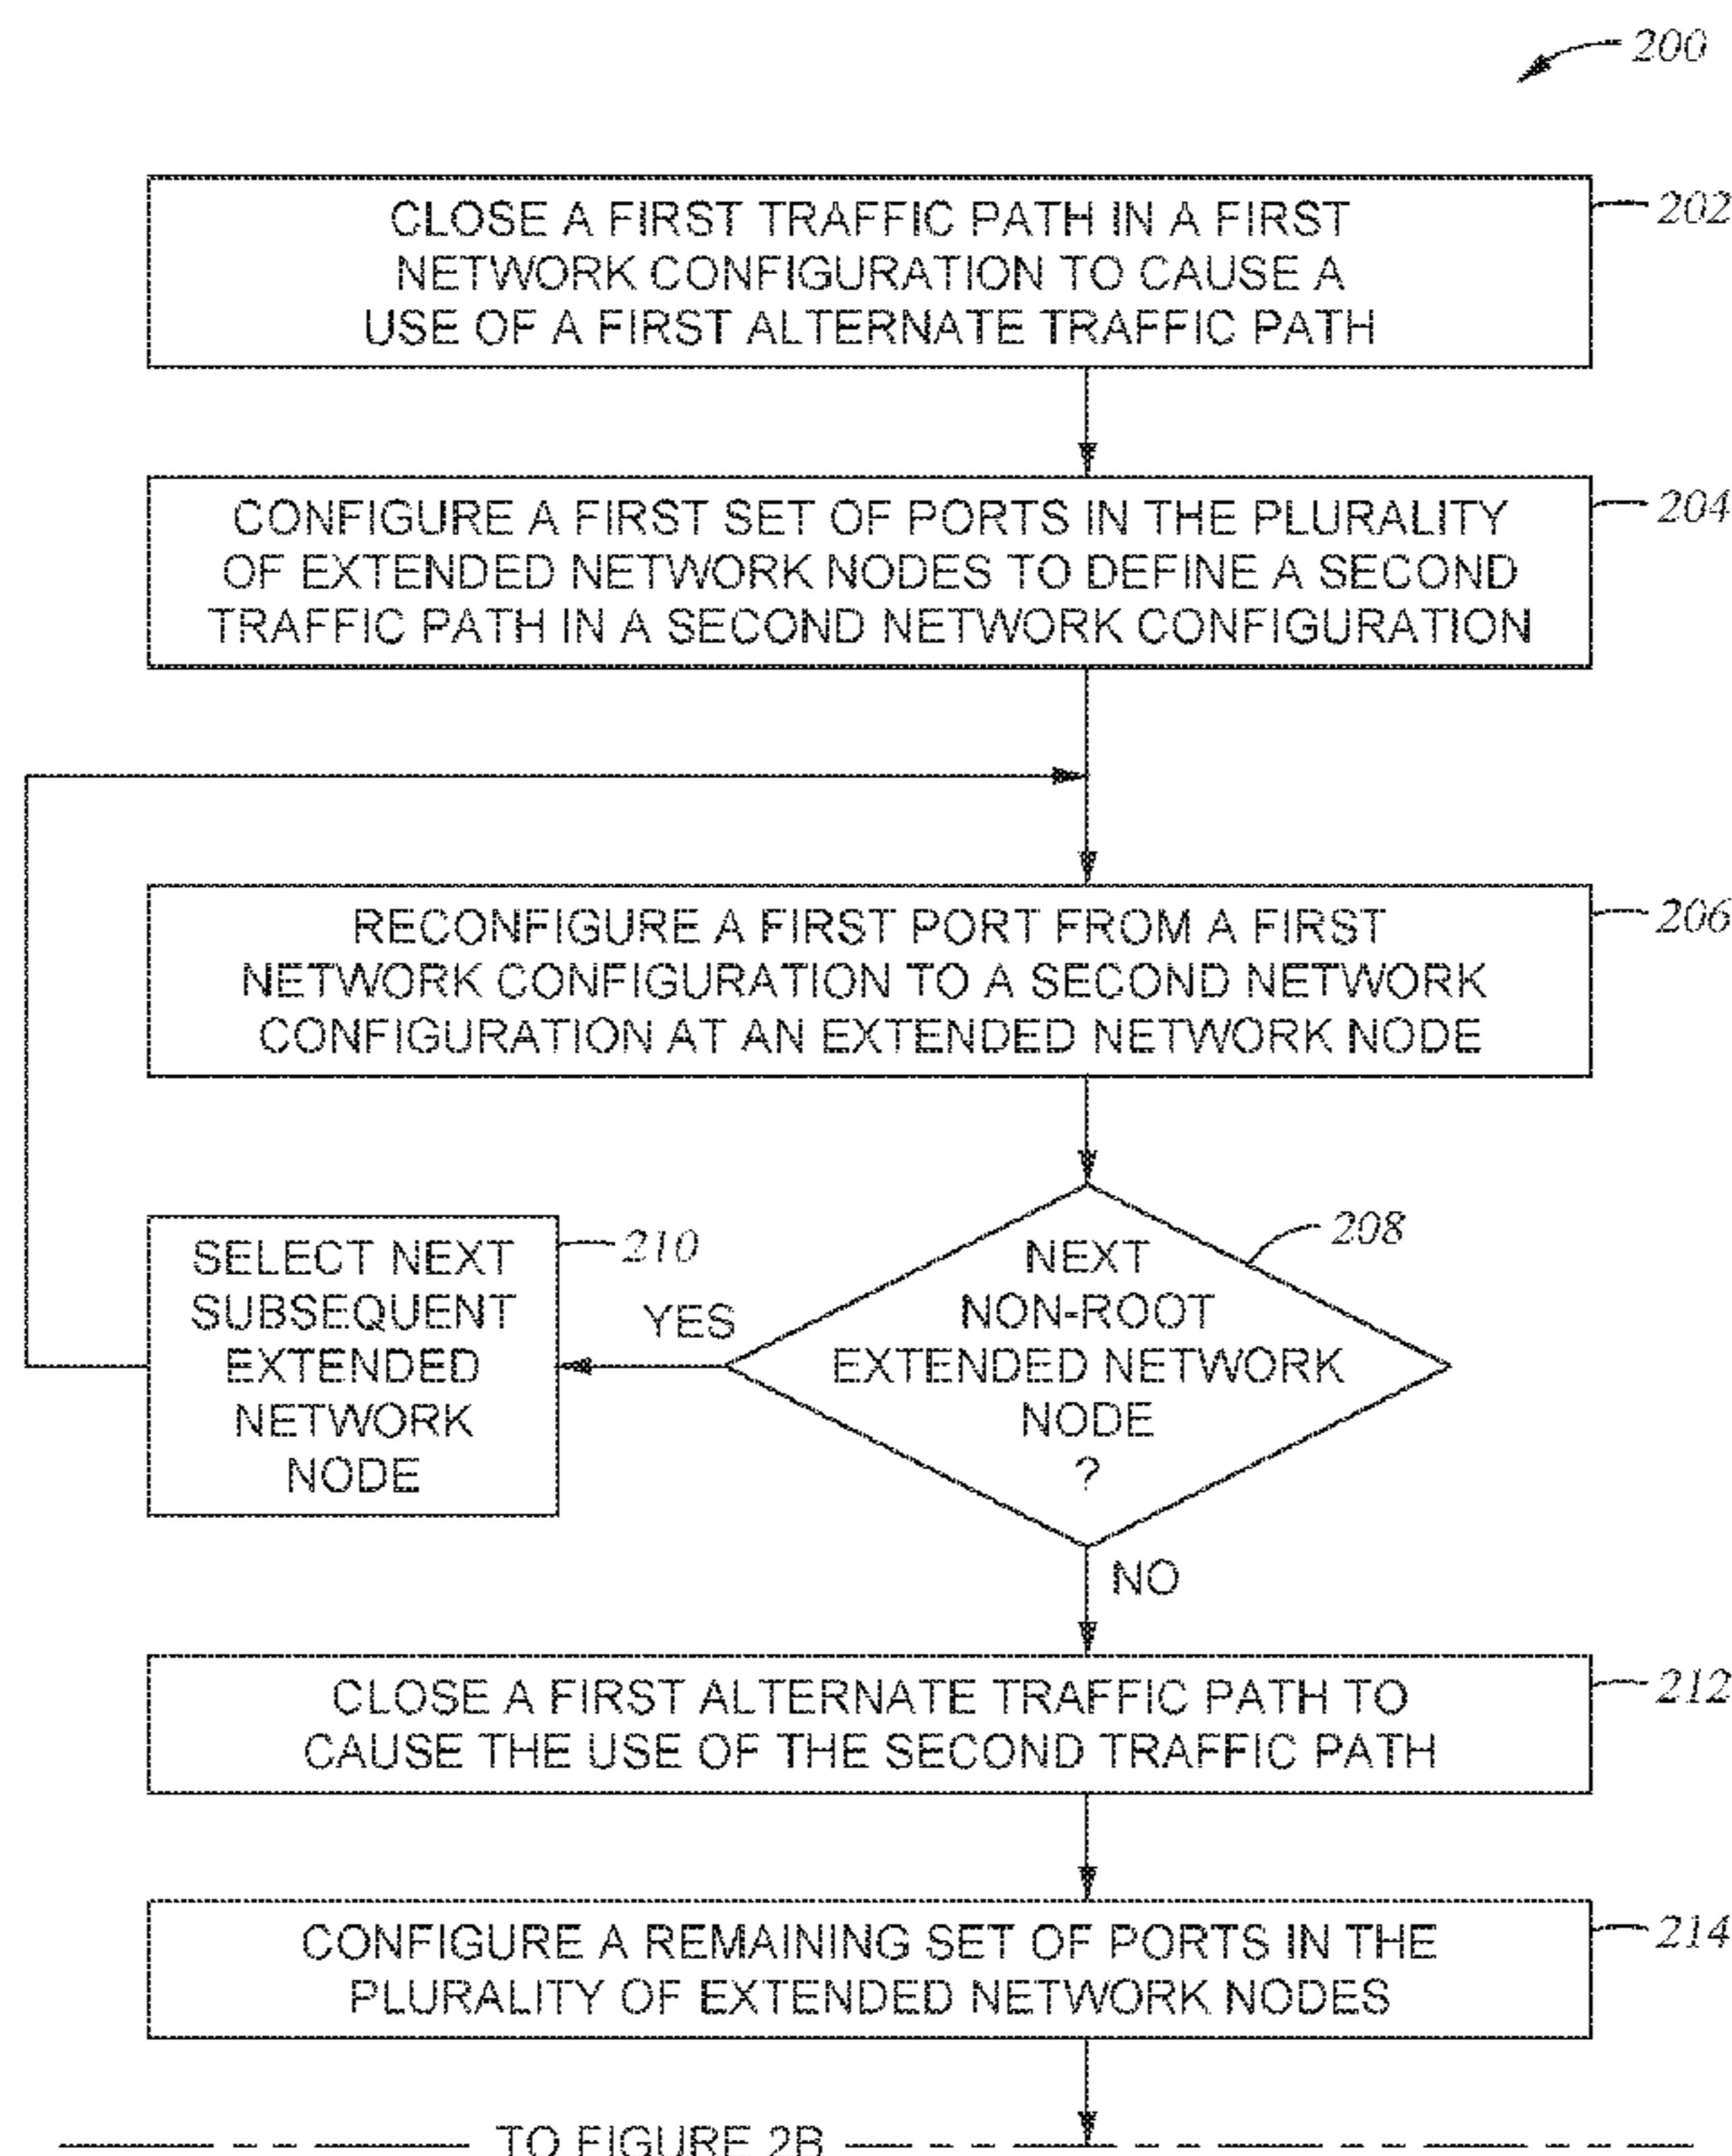 200
CLOSE A FIRST TRAFFIC PATH IN A FIRST
NETWORK CONFIGURATION TO CAUSE A
USE OF A FIRST ALTERNATE TRAFFIC PATH
202
CONFIGURE A FIRST SET OF PORTS IN THE PLURALITY
OF EXTENDED NETWORK NODES TO DEFINE A SECOND
TRAFFIC PATH IN A SECOND NETWORK CONFIGURATION
204
RECONFIGURE A FIRST PORT FROM A FIRST
NETWORK CONFIGURATION TO A SECOND NETWORK
CONFIGURATION AT AN EXTENDED NETWORK NODE
206
SELECT NEXT
SUBSEQUENT
EXTENDED
NETWORK
NODE
210
YES
NEXT
NON-ROOT
EXTENDED NETWORK
NODE
?
208
NO
CLOSE A FIRST ALTERNATE TRAFFIC PATH TO
CAUSE THE USE OF THE SECOND TRAFFIC PATH
212
CONFIGURE A REMAINING SET OF PORTS IN THE
PLURALITY OF EXTENDED NETWORK NODES
214
TO FIGURE 2B